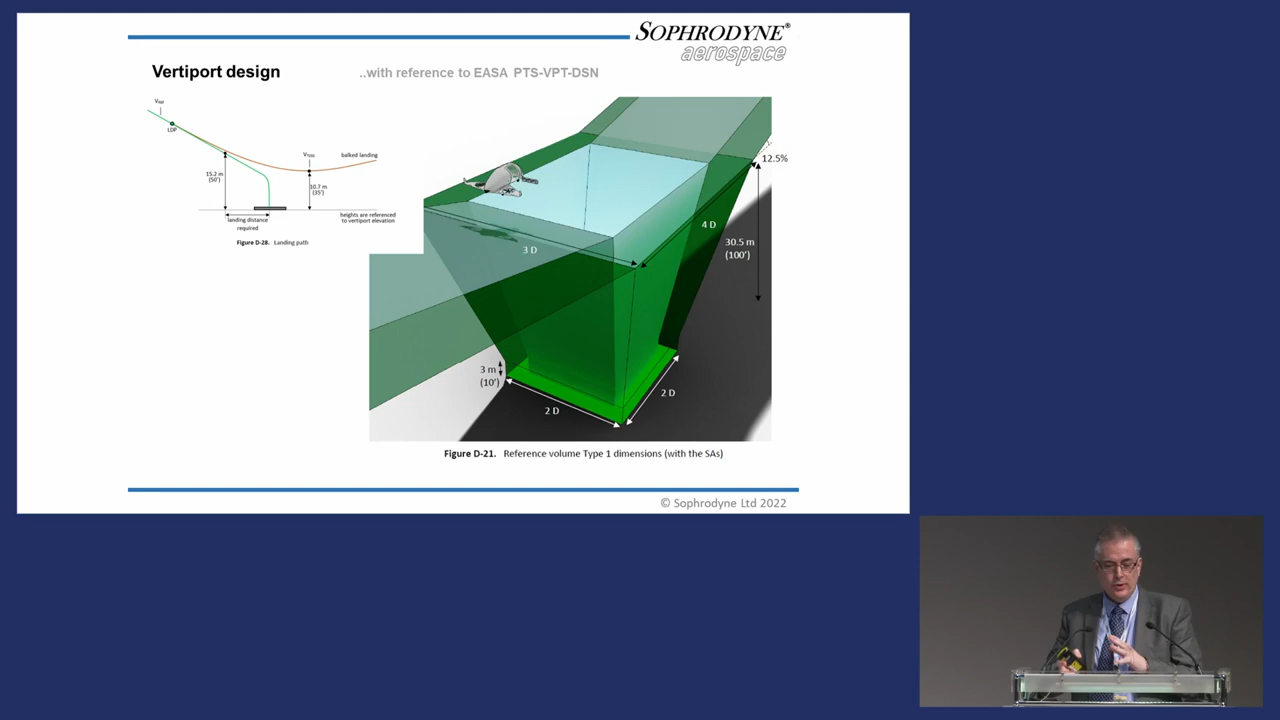 SOPHRODYNE®
aerospace
Vertiport design
..with reference to EASA PTS-VPT-DSN
VREF
LDP
15.2 m
(50')
VTOSS
balked landing
10.7 m
(35')
landing distance
required
heights are referenced
to vertiport elevation
Figure D-28. Landing path
12.5%
4 D
3 D
30.5 m
(100')
3 m
(10')
2 D
2 D
Figure D-21. Reference volume Type 1 dimensions (with the SAs)
© Sophrodyne Ltd 2022